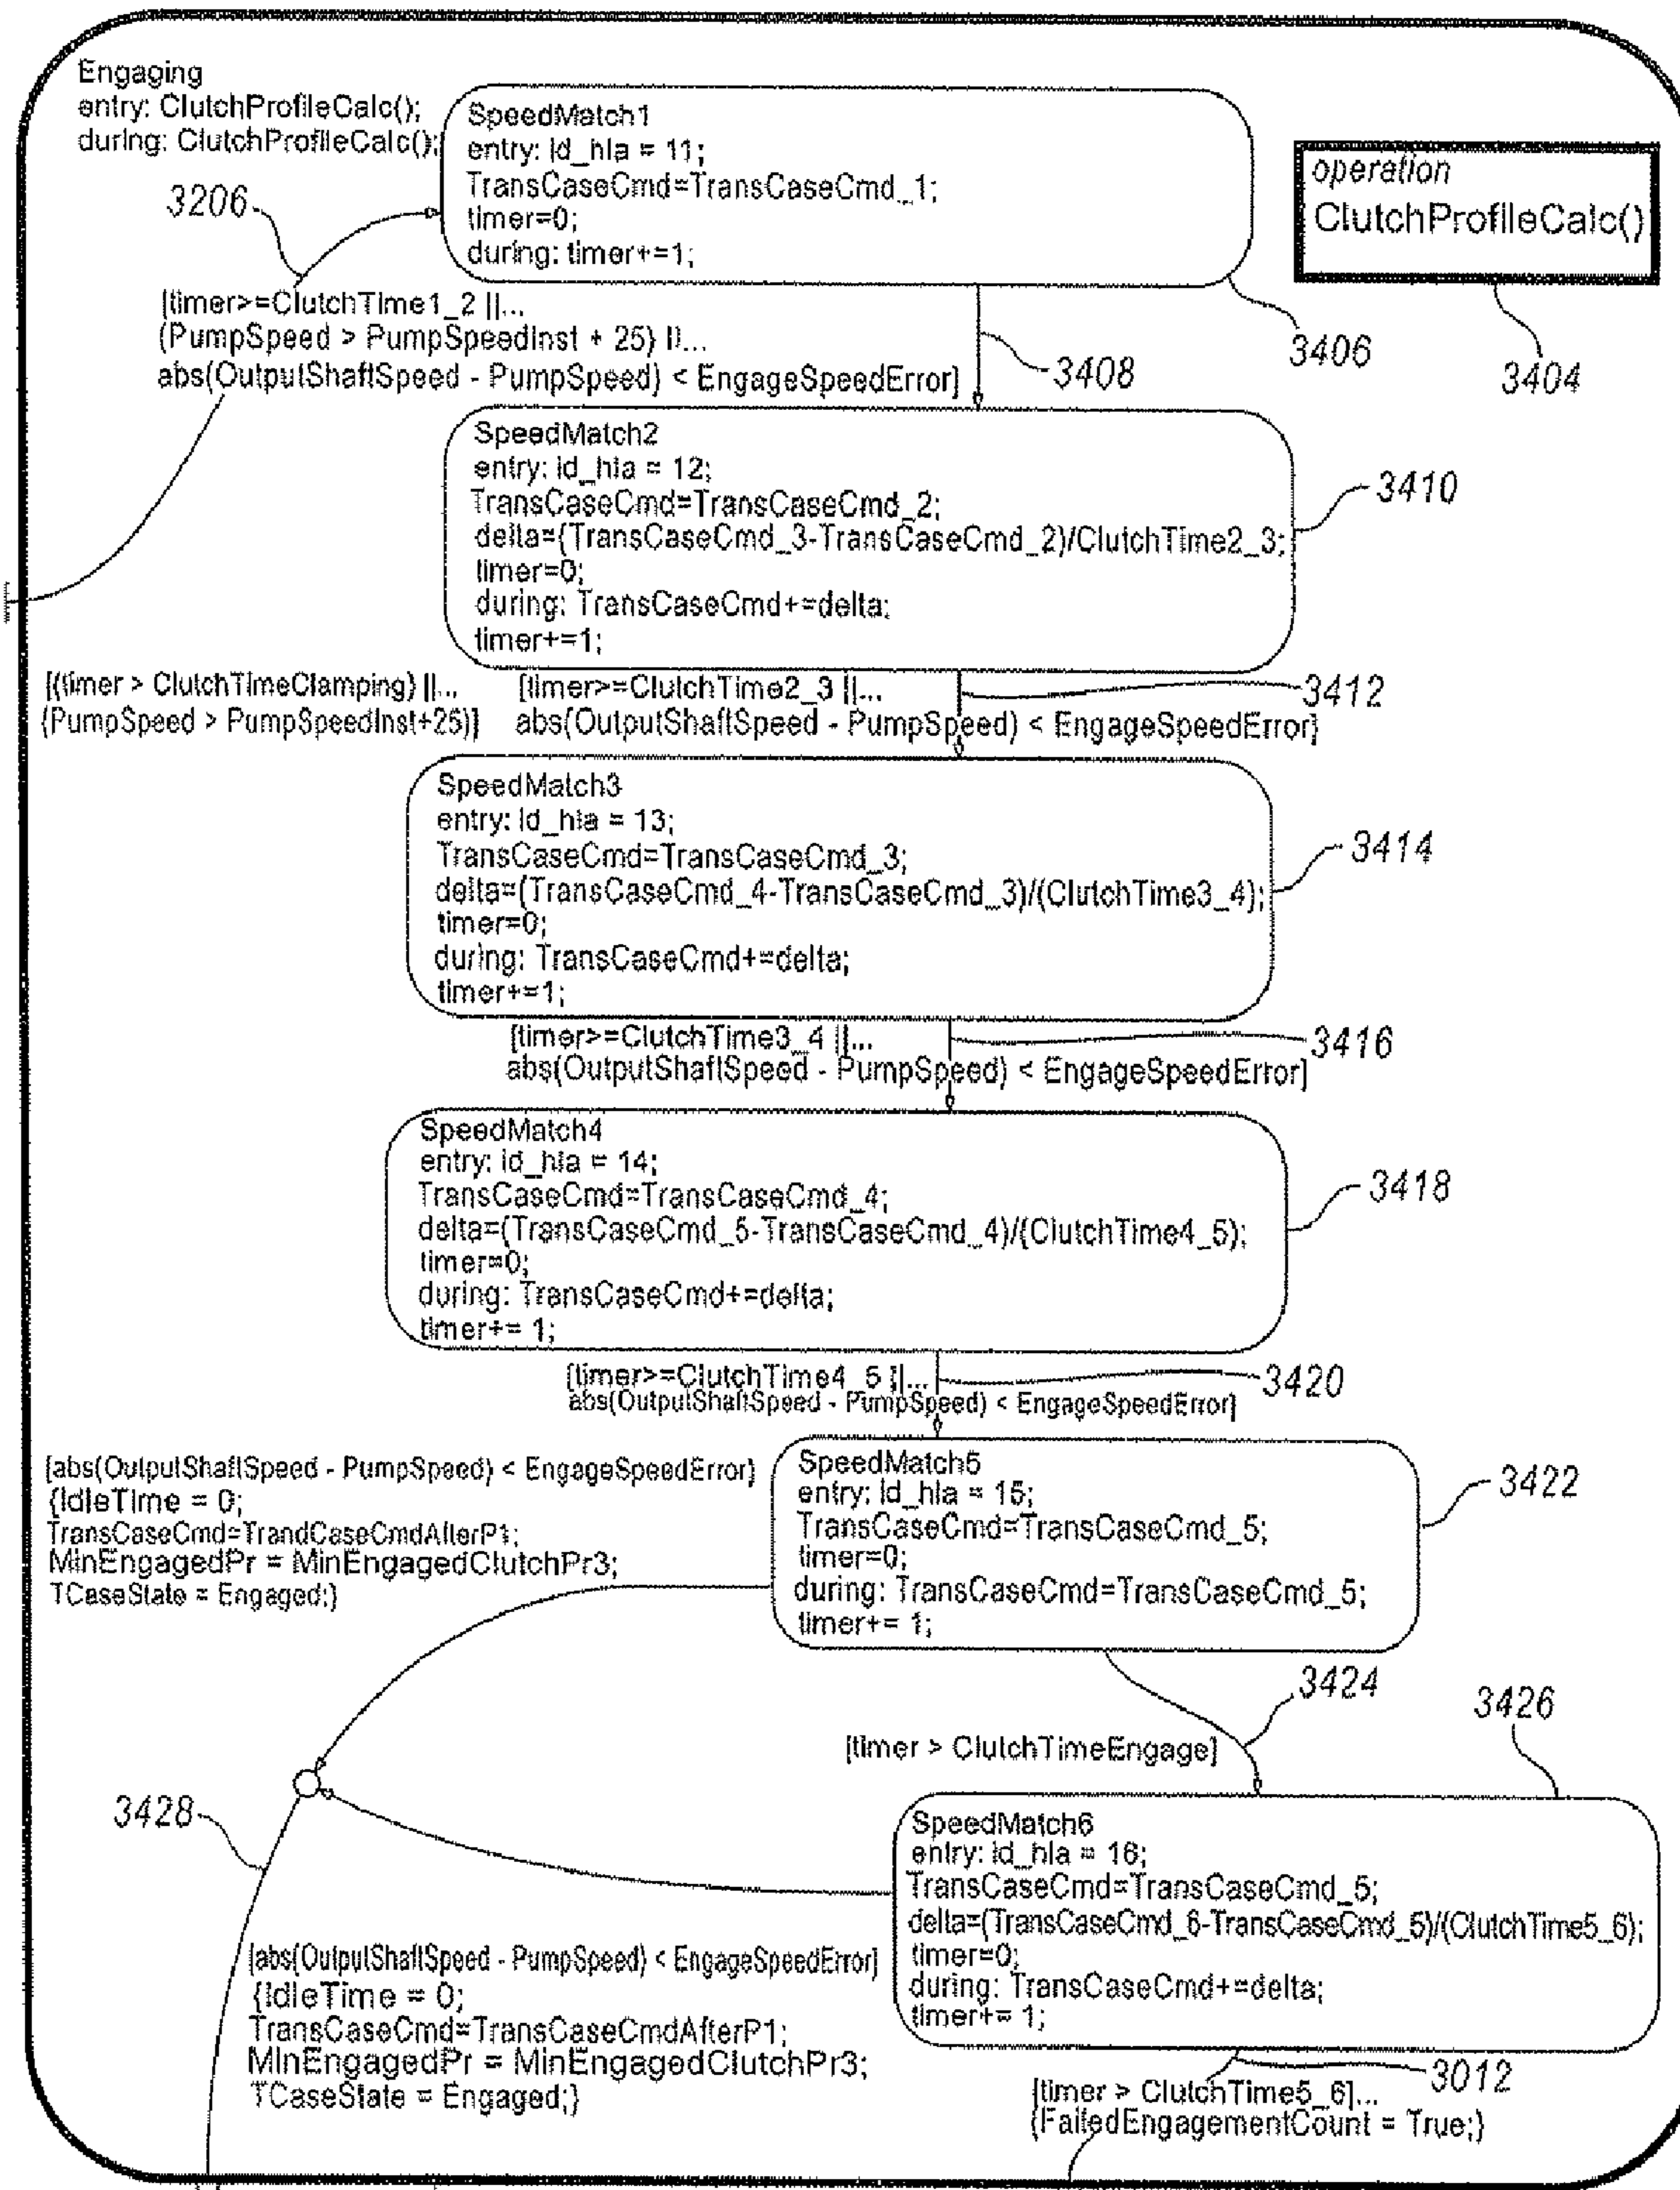 Engaging
entry: ClutchProfileCalc();
during: ClutchProfileCalc();
SpeedMatch1
entry: id_hla = 11;
TransCaseCmd=TransCaseCmd_1;
timer=0;
during: timer+=1;
operation
ClutchProfileCalc()
3206
3406
3404
[timer>=ClutchTime1_2 ||...
(PumpSpeed > PumpSpeedInst + 25) ||...
abs(OutputShaftSpeed - PumpSpeed) < EngageSpeedError]
3408
SpeedMatch2
entry: id_hla = 12;
TransCaseCmd=TransCaseCmd_2;
delta=(TransCaseCmd_3-TransCaseCmd_2)/ClutchTime2_3;
timer=0;
during: TransCaseCmd+=delta;
timer+=1;
3410
[(timer > ClutchTimeClamping) ||...
(PumpSpeed > PumpSpeedInst+25)]
[timer>=ClutchTime2_3 ||...
abs(OutputShaftSpeed - PumpSpeed) < EngageSpeedError]
3412
SpeedMatch3
entry: id_hla = 13;
TransCaseCmd=TransCaseCmd_3;
delta=(TransCaseCmd_4-TransCaseCmd_3)/(ClutchTime3_4);
timer=0;
during: TransCaseCmd+=delta;
timer+=1;
3414
[timer>=ClutchTime3_4 ||...
abs(OutputShaftSpeed - PumpSpeed) < EngageSpeedError]
3416
SpeedMatch4
entry: id_hla = 14;
TransCaseCmd=TransCaseCmd_4;
delta=(TransCaseCmd_5-TransCaseCmd_4)/(ClutchTime4_5);
timer=0;
during: TransCaseCmd+=delta;
timer+= 1;
3418
[timer>=ClutchTime4_5 ||...
abs(OutputShaftSpeed - PumpSpeed) < EngageSpeedError]
3420
[abs(OutputShaftSpeed - PumpSpeed) < EngageSpeedError]
{IdleTime = 0;
TransCaseCmd=TrandCaseCmdAfterP1;
MinEngagedPr = MinEngagedClutchPr3;
TCaseState = Engaged;}
SpeedMatch5
entry: id_hla = 15;
TransCaseCmd=TransCaseCmd_5;
timer=0;
during: TransCaseCmd=TransCaseCmd_5;
timer+= 1;
3422
3424
3426
[timer > ClutchTimeEngage]
3428
SpeedMatch6
entry: id_hla = 16;
TransCaseCmd=TransCaseCmd_5;
delta=(TransCaseCmd_6-TransCaseCmd_5)/(ClutchTime5_6);
timer=0;
during: TransCaseCmd+=delta;
timer+= 1;
[abs(OutputShaftSpeed - PumpSpeed) < EngageSpeedError]
{IdleTime = 0;
TransCaseCmd=TransCaseCmdAfterP1;
MinEngagedPr = MinEngagedClutchPr3;
TCaseState = Engaged;}
3012
[timer > ClutchTime5_6]...
{FailedEngagementCount = True;}